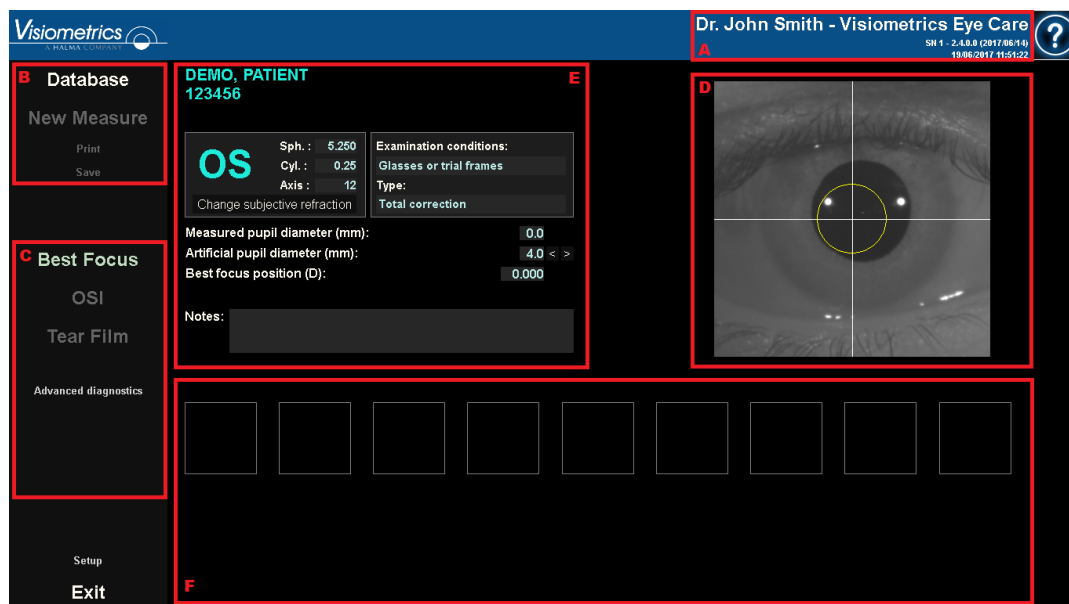 Visiometrics
A HALMA COMPANY
Dr. John Smith - Visiometrics Eye Care
A
SN 1 - 2.4.0.0 (2017/06/14)
19/06/2017 11:51:22
?
B
Database
New Measure
Print
Save
C
Best Focus
OSI
Tear Film
Advanced diagnostics
Setup
Exit
E
DEMO, PATIENT
123456
OS
Sph. : 5.250
Cyl. : 0.25
Axis : 12
Change subjective refraction
Examination conditions:
Glasses or trial frames
Type:
Total correction
Measured pupil diameter (mm): 0.0
Artificial pupil diameter (mm): 4.0 < >
Best focus position (D): 0.000
Notes:
D
F